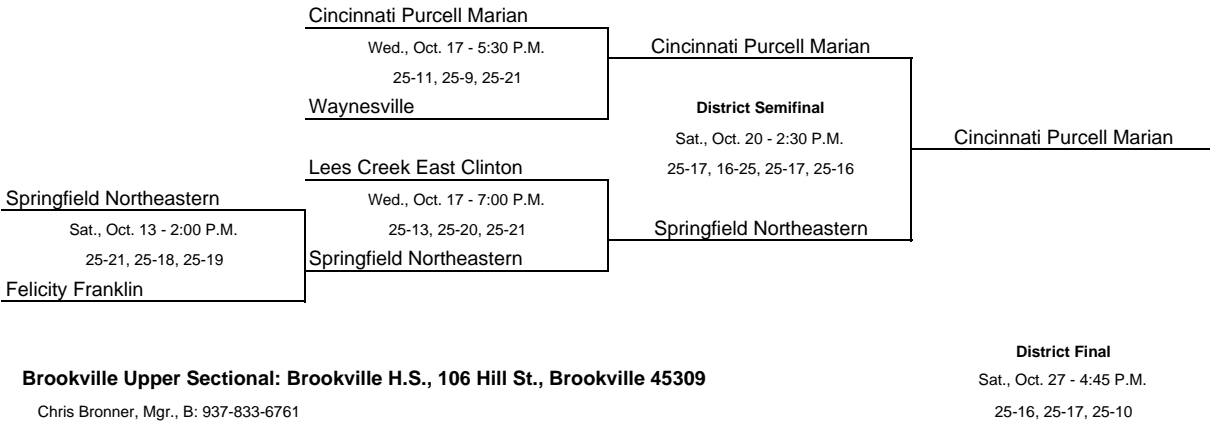 Cincinnati Purcell Marian
Wed., Oct. 17 - 5:30 P.M.
Cincinnati Purcell Marian
25-11, 25-9, 25-21
Waynesville
District Semifinal
Sat., Oct. 20 - 2:30 P.M.
Cincinnati Purcell Marian
Lees Creek East Clinton
25-17, 16-25, 25-17, 25-16
Springfield Northeastern
Wed., Oct. 17 - 7:00 P.M.
Sat., Oct. 13 - 2:00 P.M.
25-13, 25-20, 25-21
Springfield Northeastern
25-21, 25-18, 25-19
Springfield Northeastern
Felicity Franklin
District Final
Brookville Upper Sectional: Brookville H.S., 106 Hill St., Brookville 45309
Sat., Oct. 27 - 4:45 P.M.
Chris Bronner, Mgr., B: 937-833-6761
25-16, 25-17, 25-10